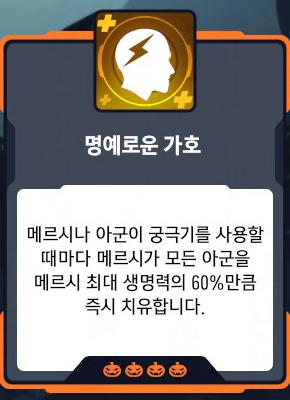 명예로운 가호
메르시나 아군이 궁극기를 사용할
때마다 메르시가 모든 아군을
메르시 최대 생명력의 60%만큼
즉시 치유합니다.